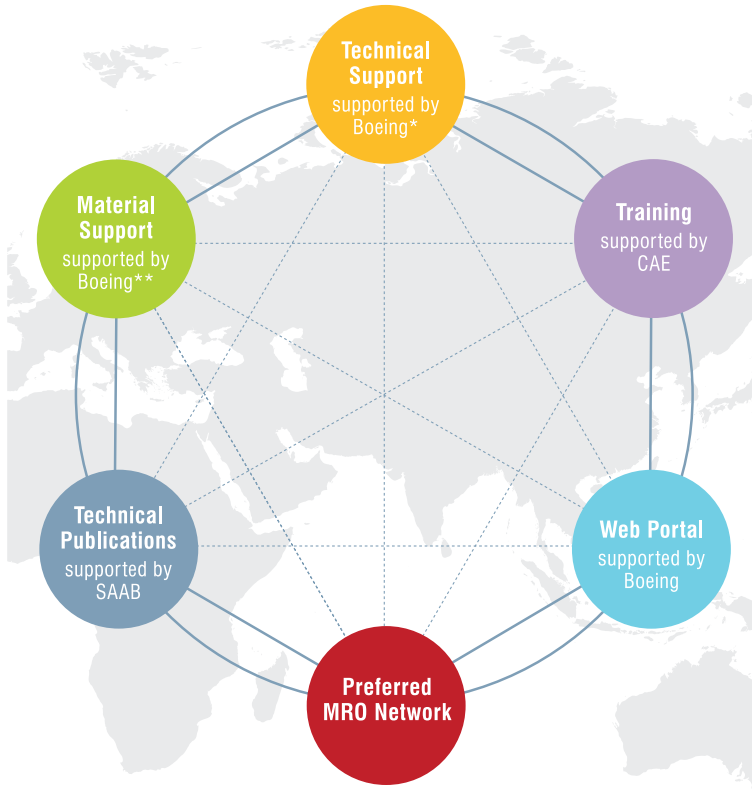 Technical
Support
supported by
Boeing*
Material
Support
supported by
Boeing**
Training
supported by
CAE
Technical
Publications
supported by
SAAB
Web Portal
supported by
Boeing
Preferred
MRO Network